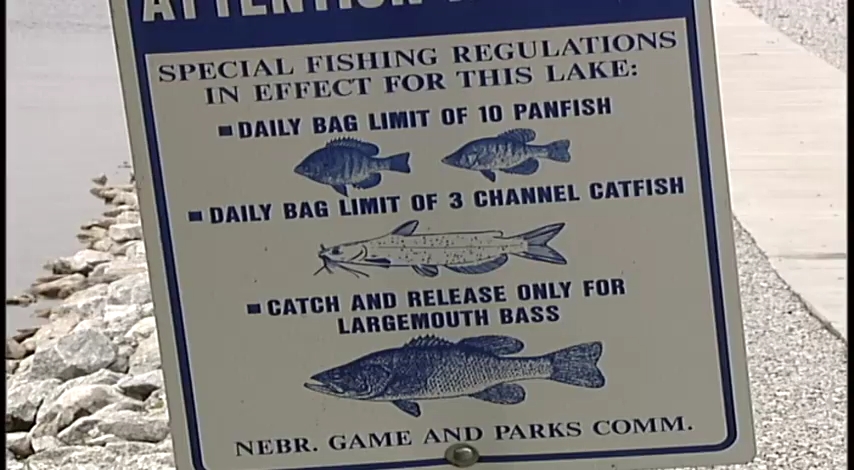 ATTENTION
SPECIAL FISHING REGULATIONS
IN EFFECT FOR THIS LAKE:
■ DAILY BAG LIMIT OF 10 PANFISH
■ DAILY BAG LIMIT OF 3 CHANNEL CATFISH
■ CATCH AND RELEASE ONLY FOR
LARGEMOUTH BASS
NEBR. GAME AND PARKS COMM.